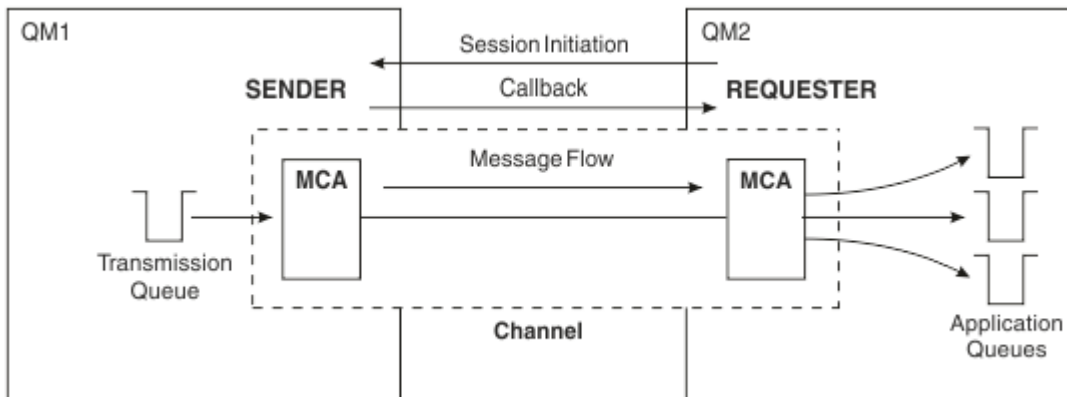 QM1
QM2
Session Initiation
SENDER
Callback
REQUESTER
Message Flow
MCA
MCA
Transmission
Queue
Channel
Application
Queues